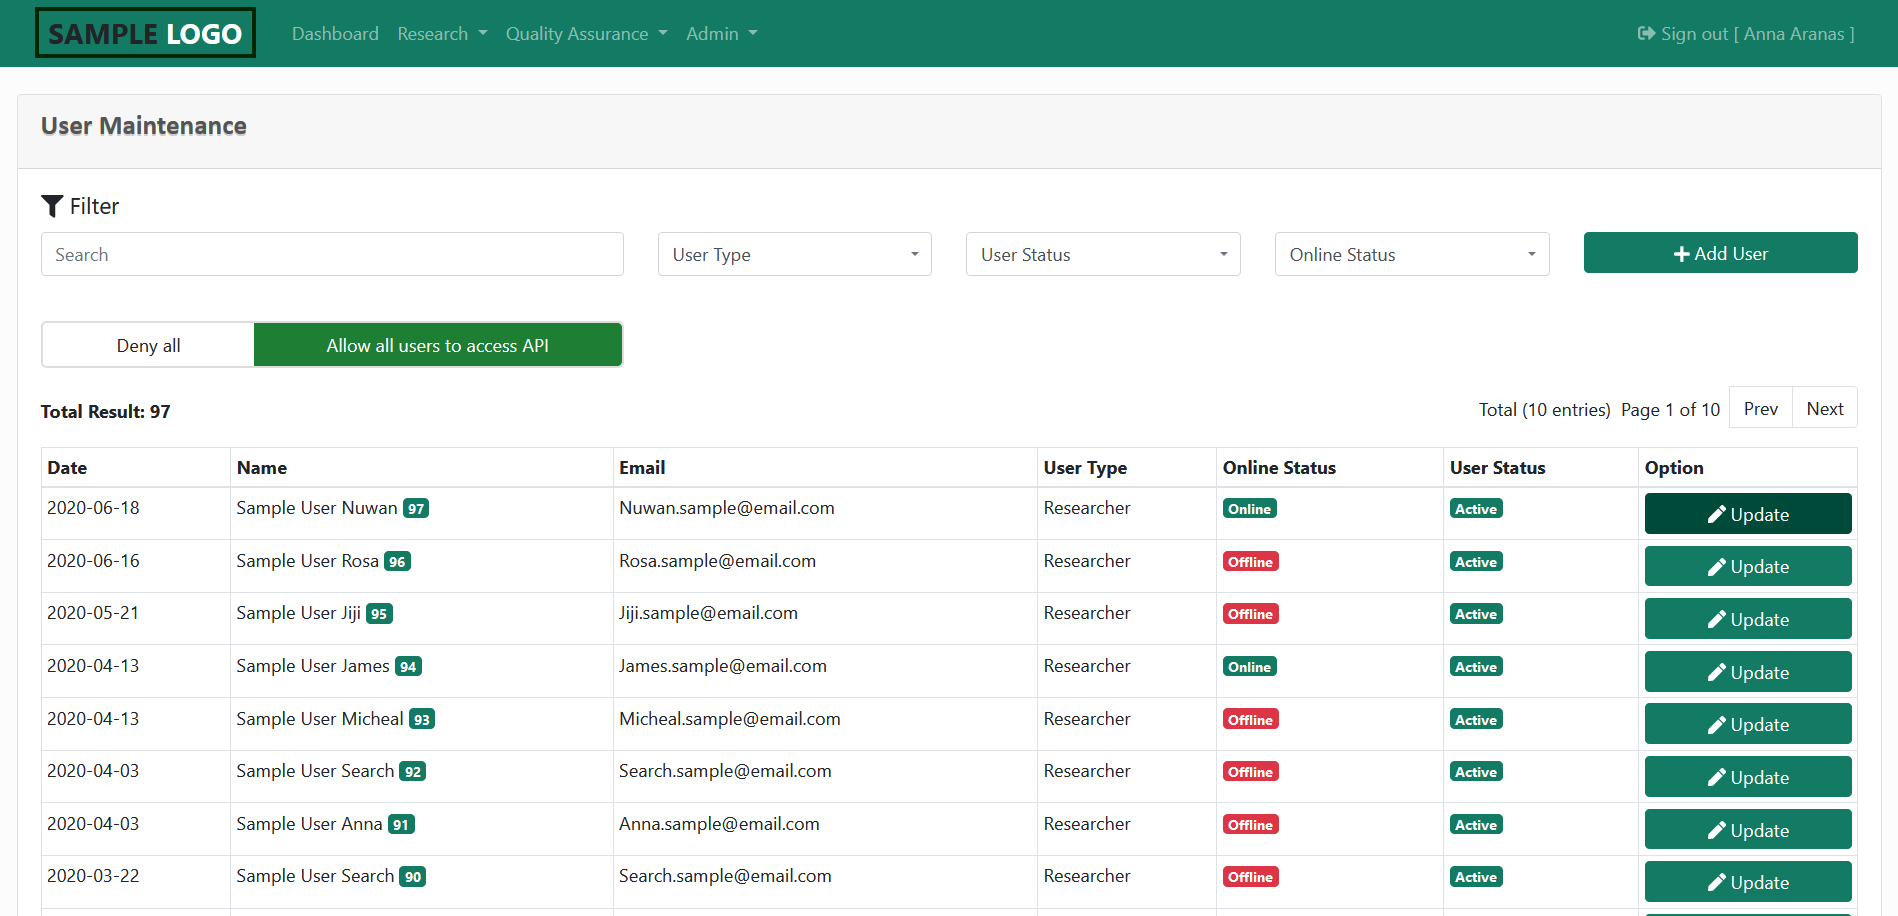 SAMPLE LOGO Dashboard Research Quality Assurance Admin Sign out [ Anna Aranas ]
User Maintenance
Filter
Search User Type User Status Online Status Add User
Deny all Allow all users to access API
Total Result: 97 Total (10 entries) Page 1 of 10 Prev Next
Date Name Email User Type Online Status User Status Option
2020-06-18 Sample User Nuwan 97 Nuwan.sample@email.com Researcher Online Active Update
2020-06-16 Sample User Rosa 96 Rosa.sample@email.com Researcher Offline Active Update
2020-05-21 Sample User Jiji 95 Jiji.sample@email.com Researcher Offline Active Update
2020-04-13 Sample User James 94 James.sample@email.com Researcher Online Active Update
2020-04-13 Sample User Micheal 93 Micheal.sample@email.com Researcher Offline Active Update
2020-04-03 Sample User Search 92 Search.sample@email.com Researcher Offline Active Update
2020-04-03 Sample User Anna 91 Anna.sample@email.com Researcher Offline Active Update
2020-03-22 Sample User Search 90 Search.sample@email.com Researcher Offline Active Update